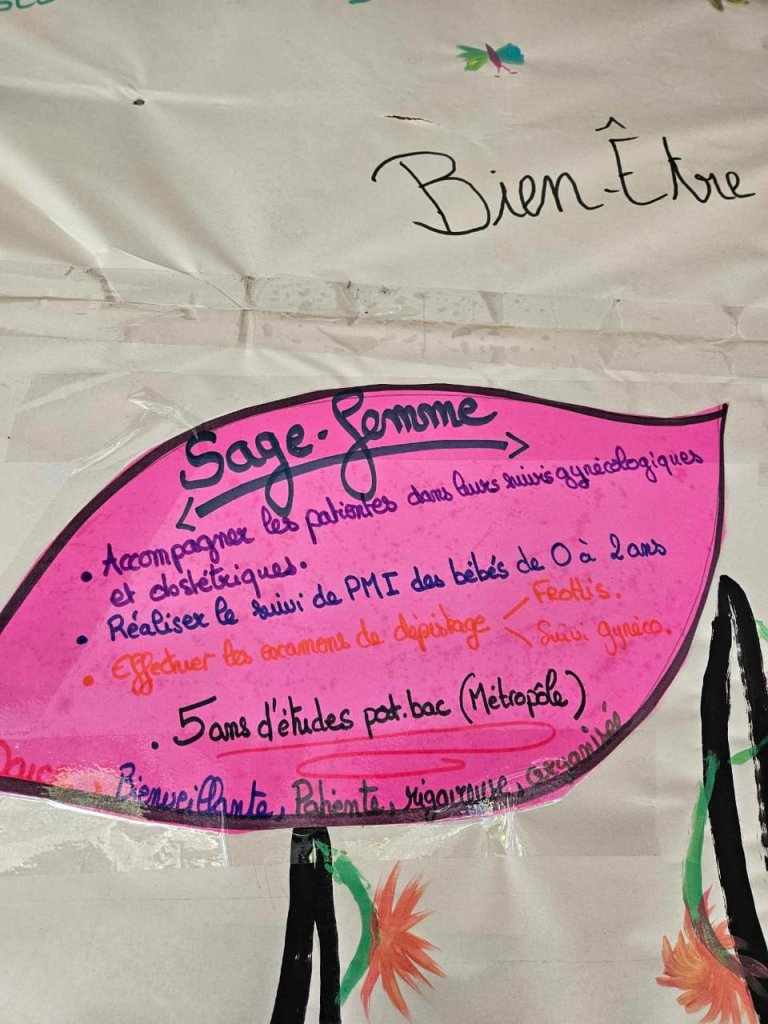 Bien-Être
Sage-femme
• Accompagner les patientes dans leurs suivis gynécologiques
et obstétriques.
• Réaliser le suivi de PMI des bébés de 0 à 2 ans
• Effectuer les examens de dépistage
Frottis.
Suivi gynéco.
• 5 ans d'études post-bac (Métropôle)
, Bienveillante, Patiente, rigoureuse, organisés